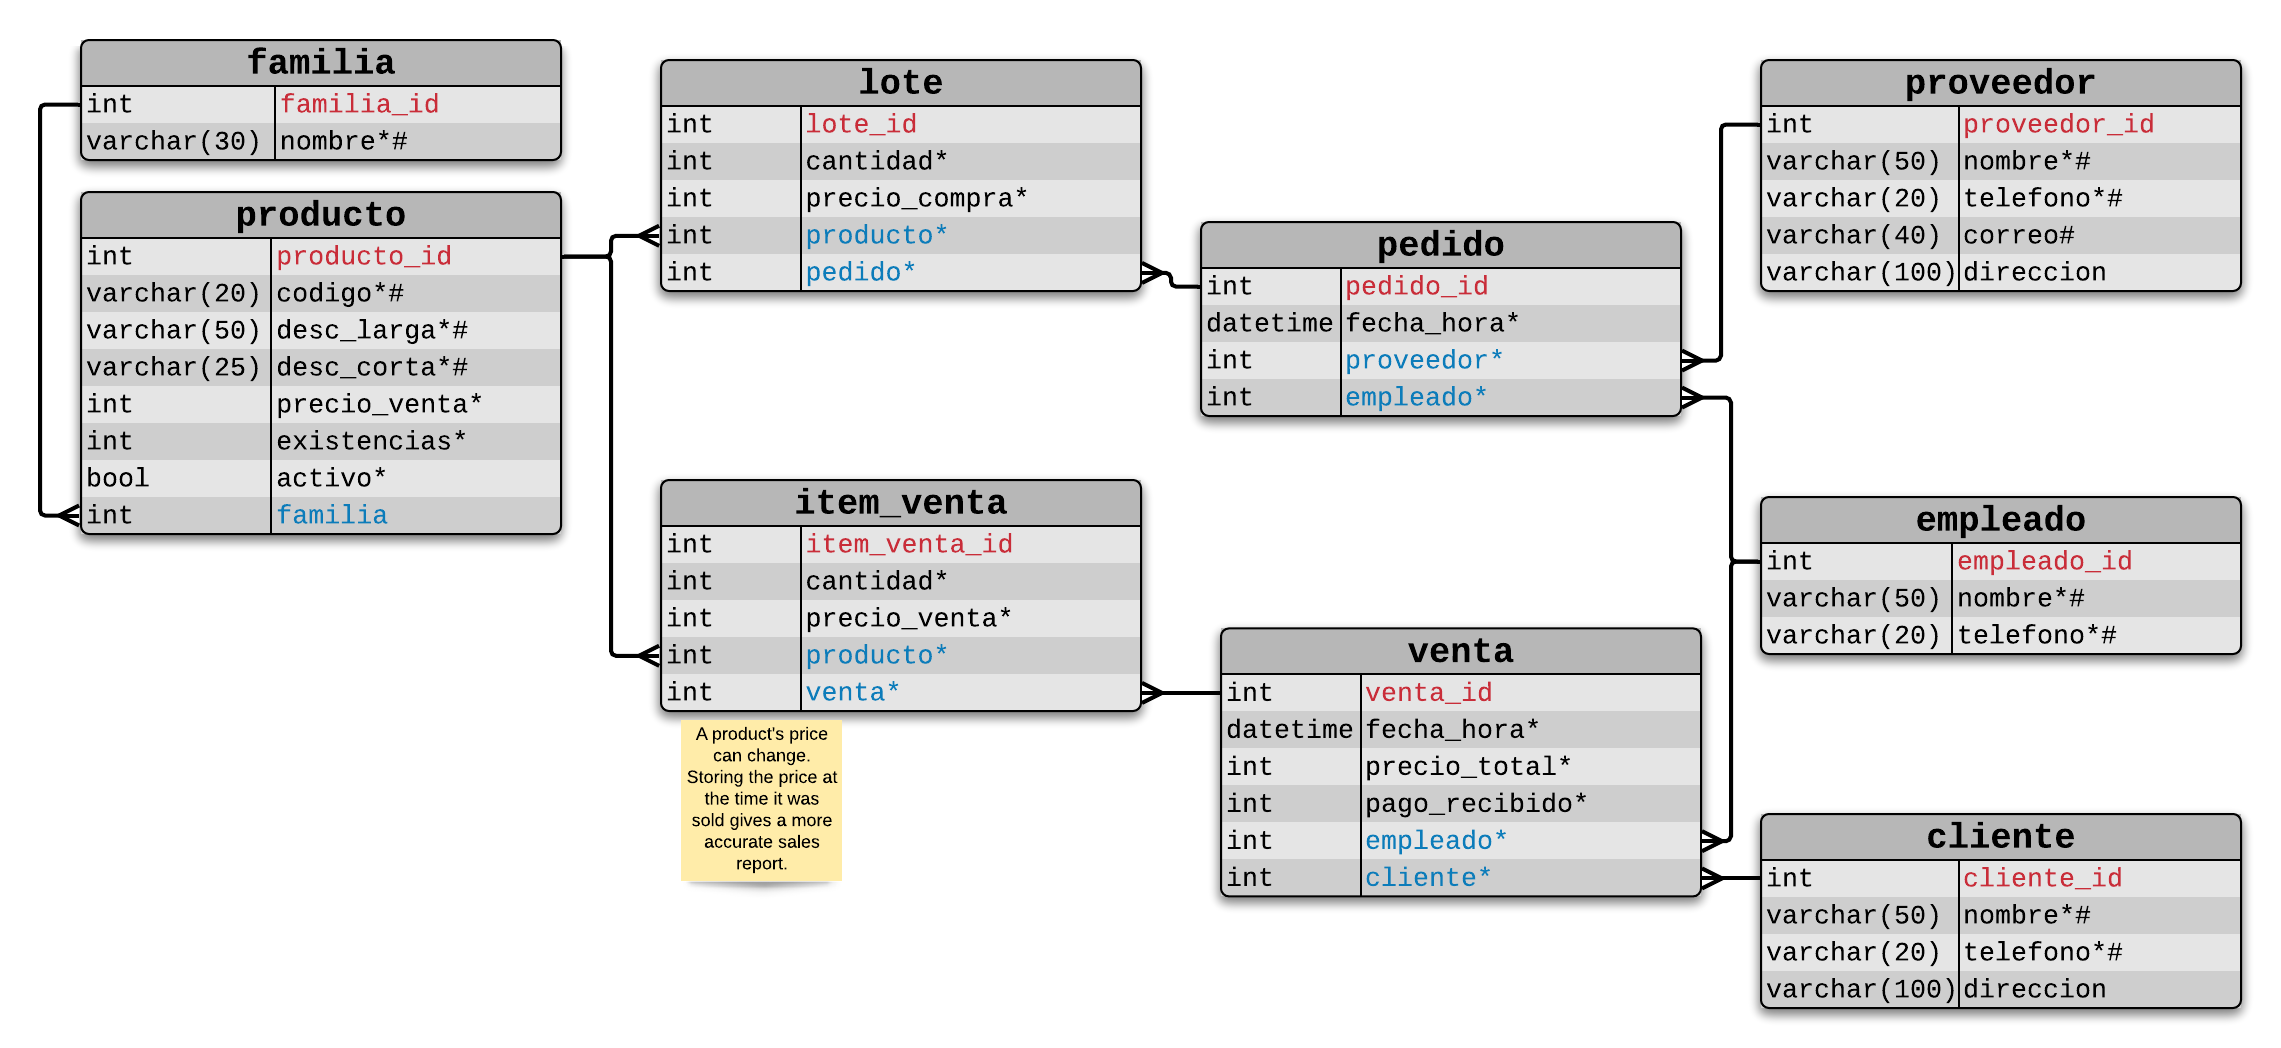 familia
int familia_id
varchar(30) nombre*#
producto
int producto_id
varchar(20) codigo*#
varchar(50) desc_larga*#
varchar(25) desc_corta*#
int precio_venta*
int existencias*
bool activo*
int familia
lote
int lote_id
int cantidad*
int precio_compra*
int producto*
int pedido*
item_venta
int item_venta_id
int cantidad*
int precio_venta*
int producto*
int venta*
A product's price
can change.
Storing the price at
the time it was
sold gives a more
accurate sales
report.
pedido
int pedido_id
datetime fecha_hora*
int proveedor*
int empleado*
venta
int venta_id
datetime fecha_hora*
int precio_total*
int pago_recibido*
int empleado*
int cliente*
proveedor
int proveedor_id
varchar(50) nombre*#
varchar(20) telefono*#
varchar(40) correo#
varchar(100) direccion
empleado
int empleado_id
varchar(50) nombre*#
varchar(20) telefono*#
cliente
int cliente_id
varchar(50) nombre*#
varchar(20) telefono*#
varchar(100) direccion